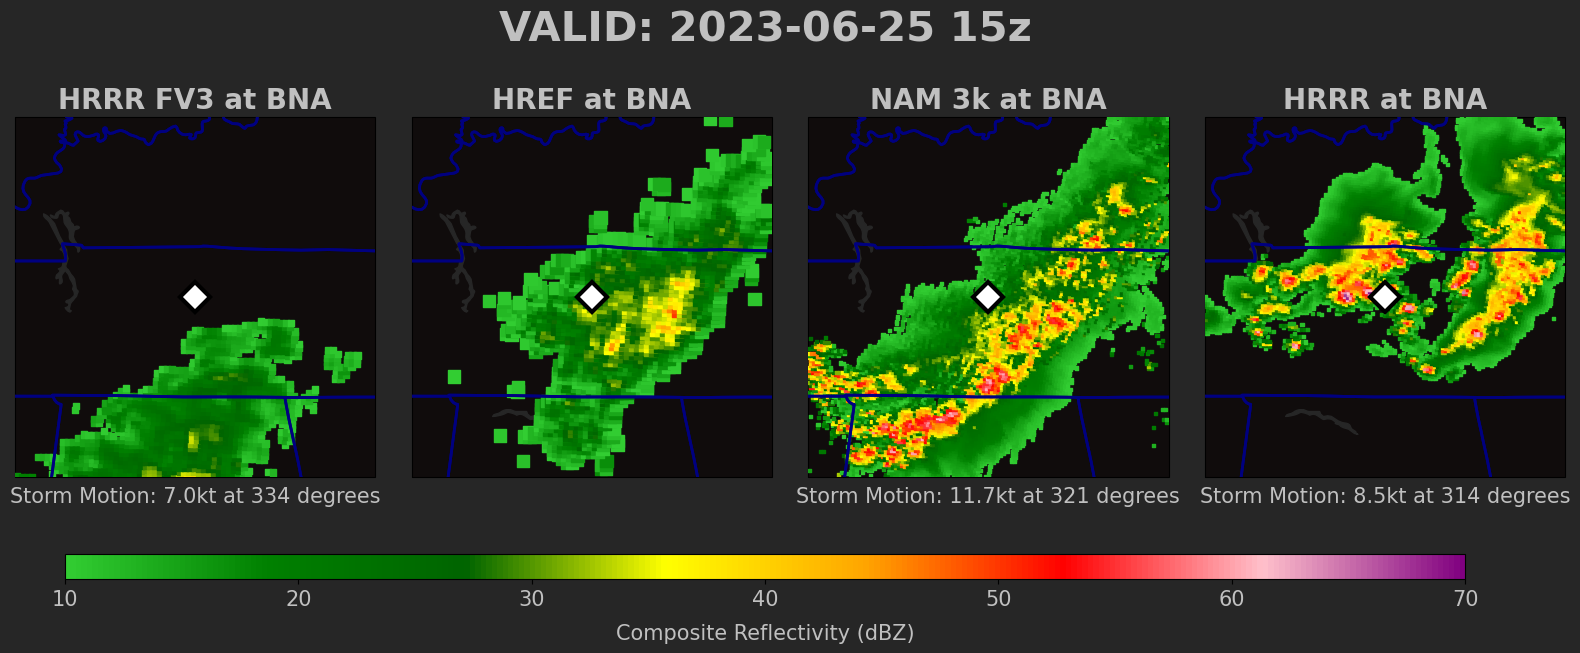 VALID: 2023-06-25 15z
HRRR FV3 at BNA
HREF at BNA
NAM 3k at BNA
HRRR at BNA
Storm Motion: 7.0kt at 334 degrees
Storm Motion: 11.7kt at 321 degrees
Storm Motion: 8.5kt at 314 degrees
10 20 30 40 50 60 70
Composite Reflectivity (dBZ)